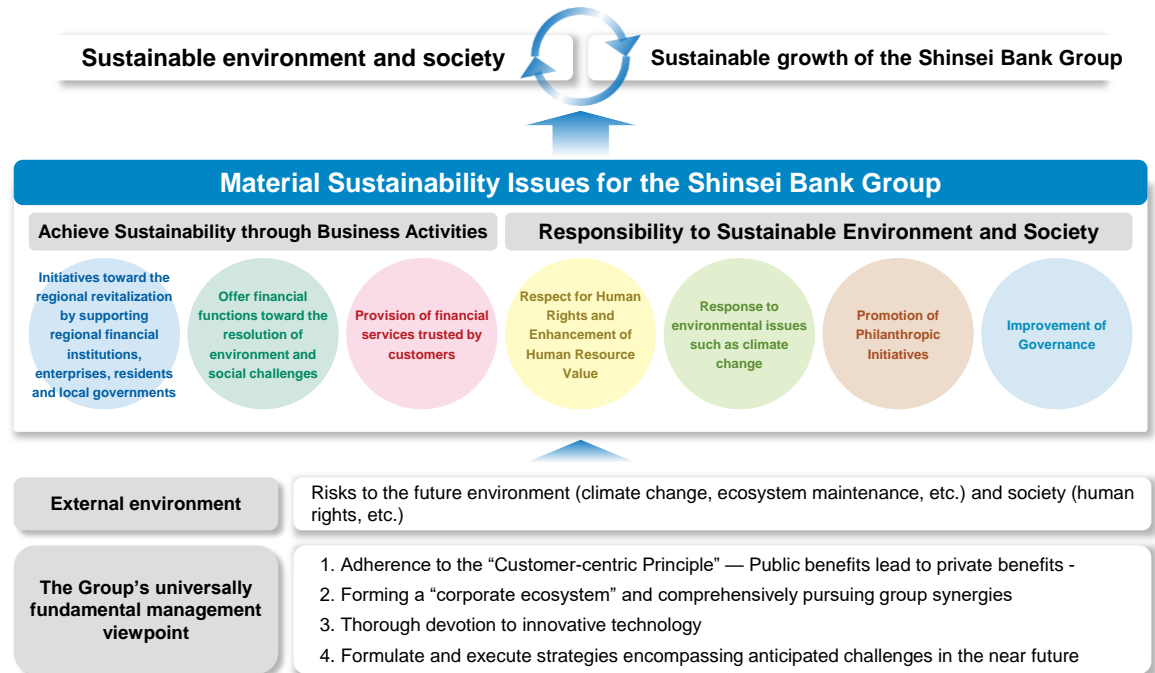 Sustainable environment and society
Sustainable growth of the Shinsei Bank Group
Material Sustainability Issues for the Shinsei Bank Group
Achieve Sustainability through Business Activities
Responsibility to Sustainable Environment and Society
Initiatives toward the
regional revitalization
by supporting
regional financial
institutions,
enterprises, residents
and local governments
Offer financial
functions toward the
resolution of
environment and
social challenges
Provision of financial
services trusted by
customers
Respect for Human
Rights and
Enhancement of
Human Resource
Value
Response to
environmental issues
such as climate
change
Promotion of
Philanthropic
Initiatives
Improvement of
Governance
External environment
Risks to the future environment (climate change, ecosystem maintenance, etc.) and society (human
rights, etc.)
The Group’s universally
fundamental management
viewpoint
1. Adherence to the “Customer-centric Principle” — Public benefits lead to private benefits -
2. Forming a “corporate ecosystem” and comprehensively pursuing group synergies
3. Thorough devotion to innovative technology
4. Formulate and execute strategies encompassing anticipated challenges in the near future